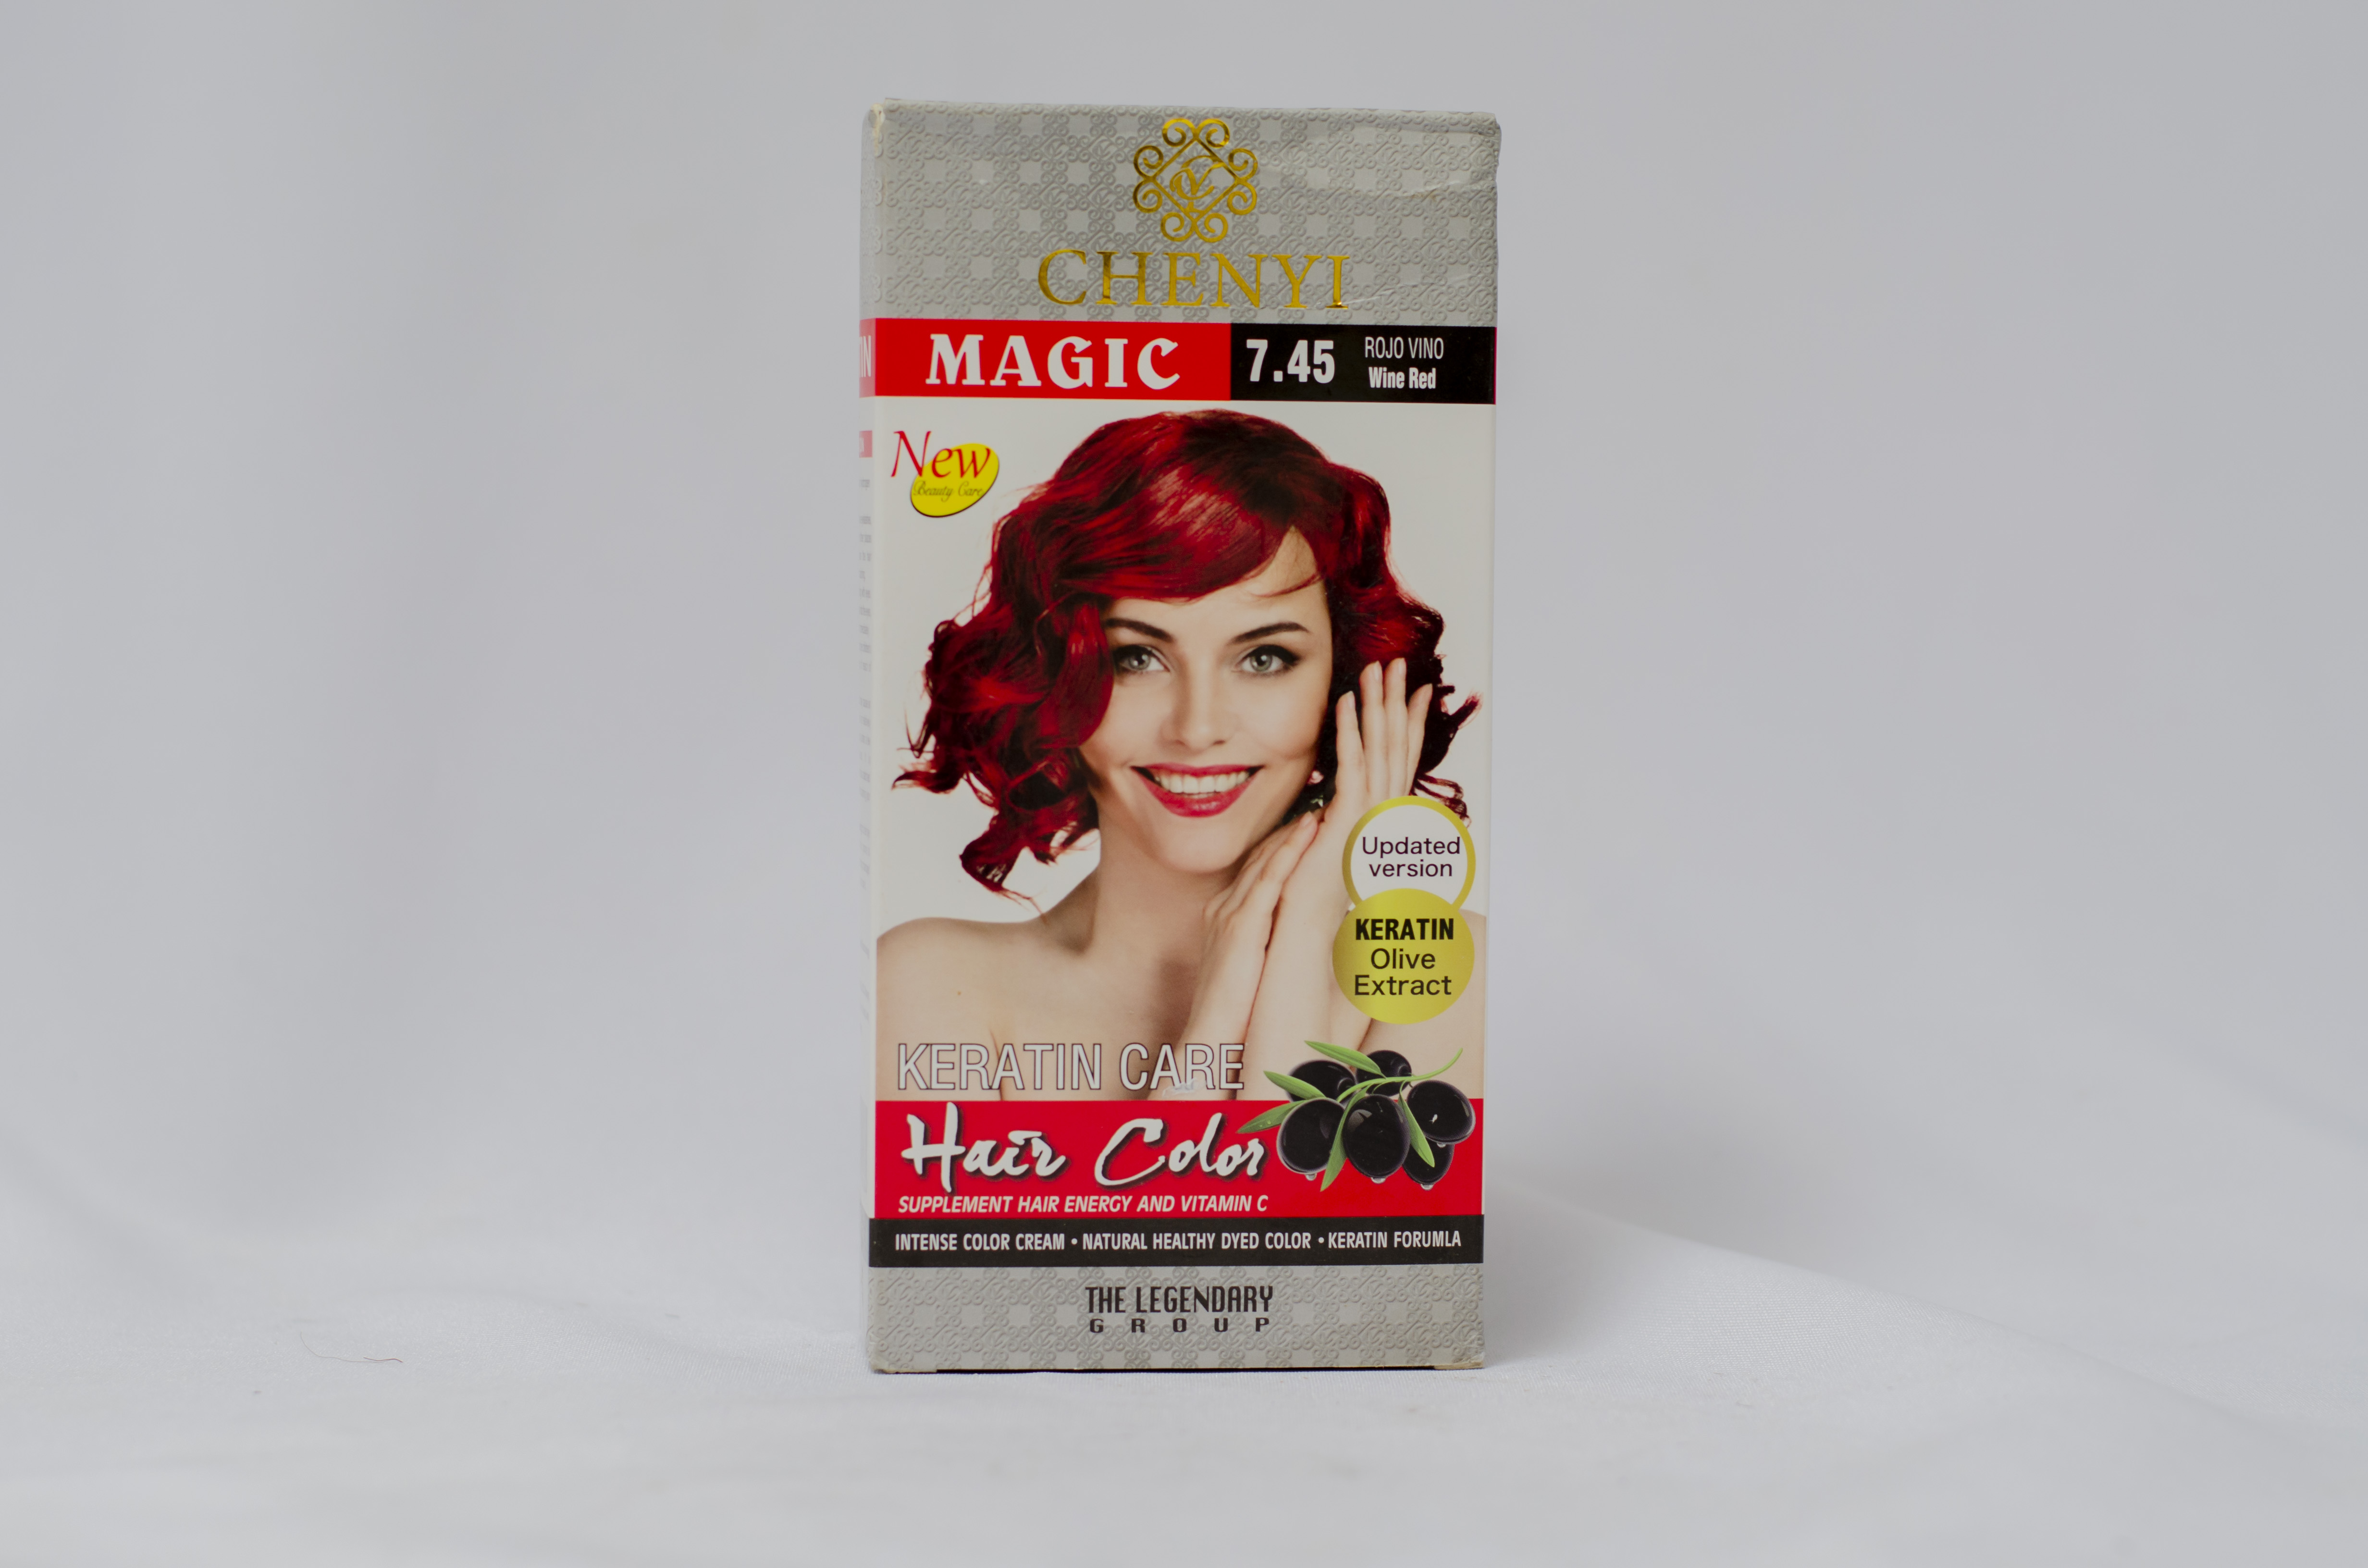 CHENYI
MAGIC
7.45
ROJO VINO
Wine Red
New
Beauty Care
Updated
version
KERATIN
Olive
Extract
KERATIN CARE
Hair Color
SUPPLEMENT HAIR ENERGY AND VITAMIN C
INTENSE COLOR CREAM • NATURAL HEALTHY DYED COLOR • KERATIN FORUMLA
THE LEGENDARY
GROUP